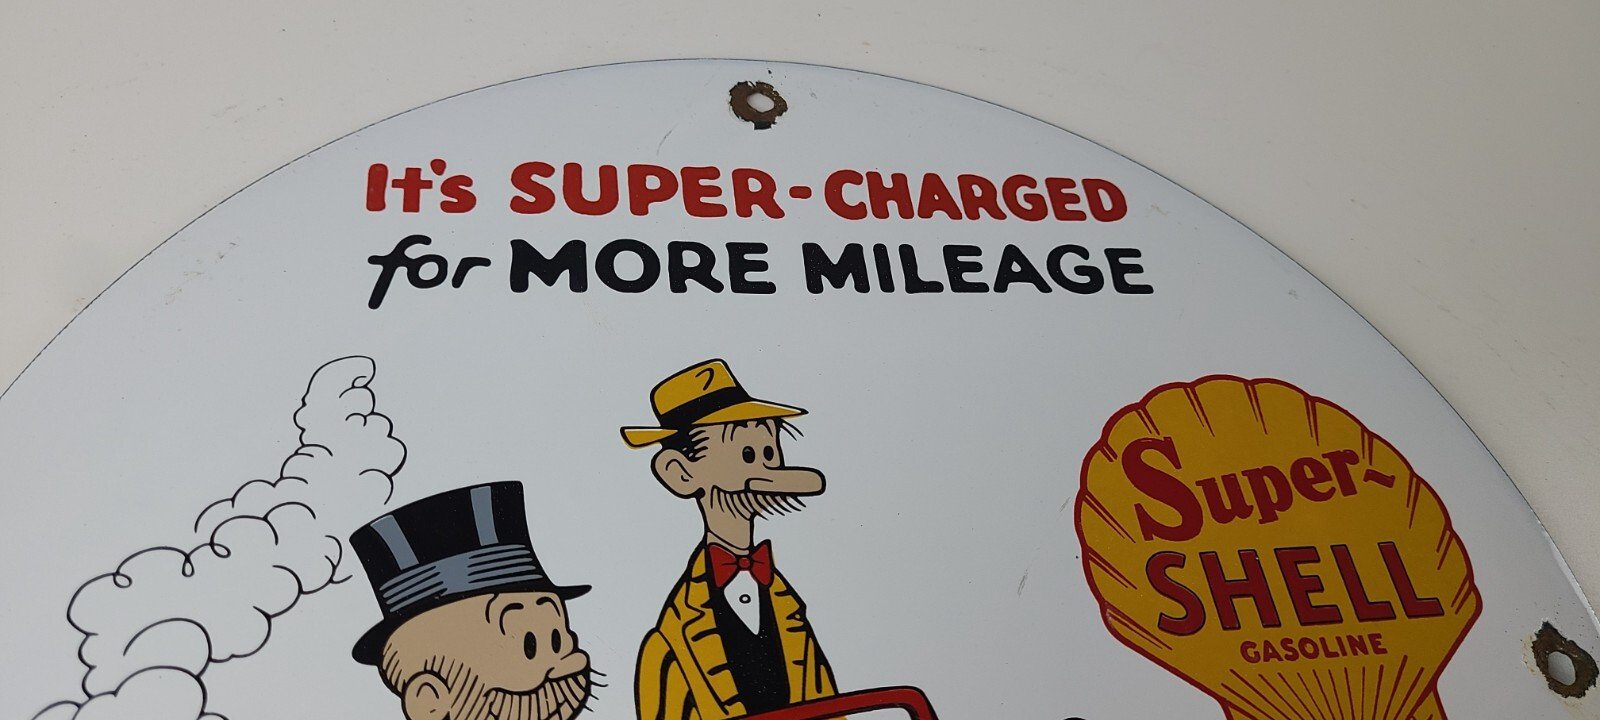 It's SUPER-CHARGED
for MORE MILEAGE
Super~
SHELL
GASOLINE